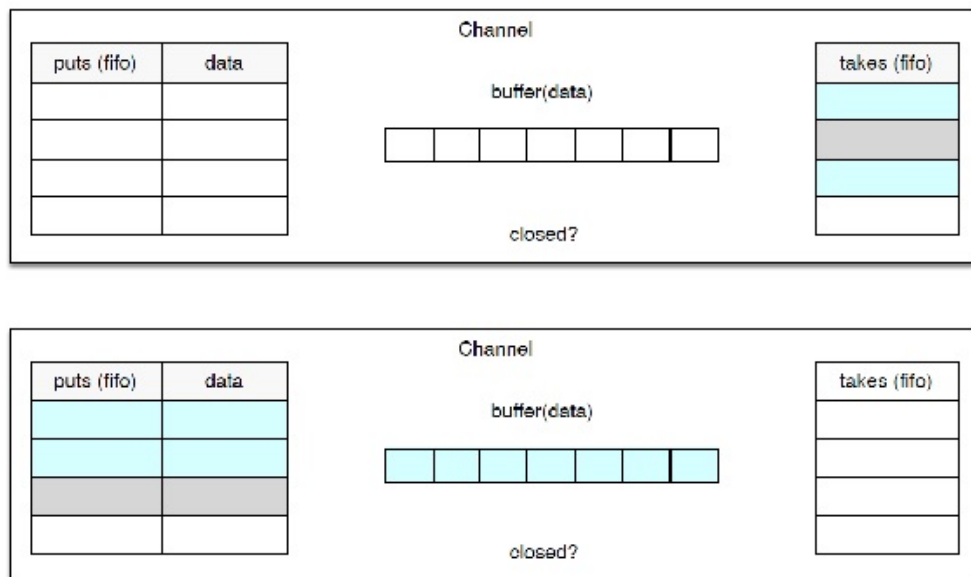 Channel
puts (fifo) data takes (fifo)
buffer(data)
closed?
Channel
puts (fifo) data takes (fifo)
buffer(data)
closed?